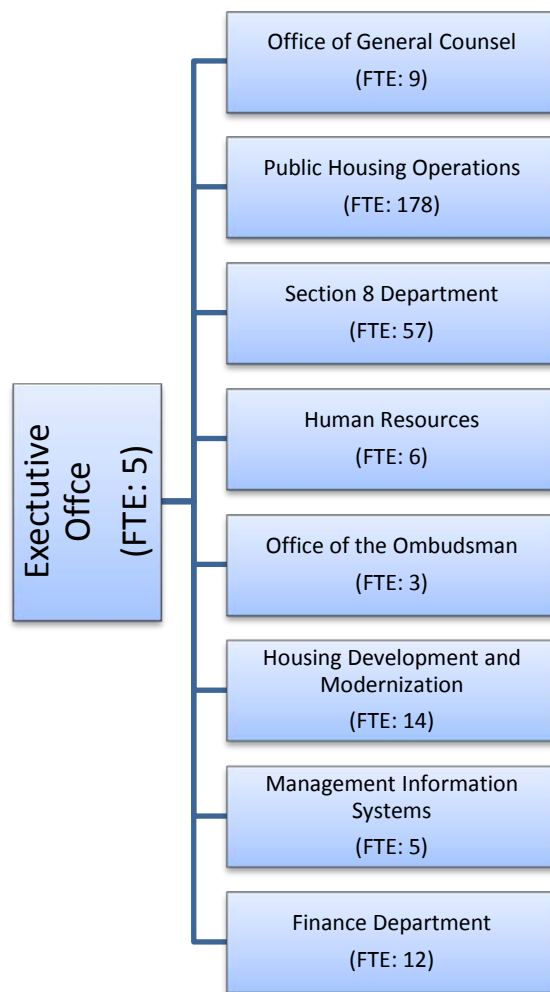 Office of General Counsel
(FTE: 9)
Public Housing Operations
(FTE: 178)
Section 8 Department
(FTE: 57)
Exectutive
Offce
(FTE: 5)
Human Resources
(FTE: 6)
Office of the Ombudsman
(FTE: 3)
Housing Development and
Modernization
(FTE: 14)
Management Information
Systems
(FTE: 5)
Finance Department
(FTE: 12)